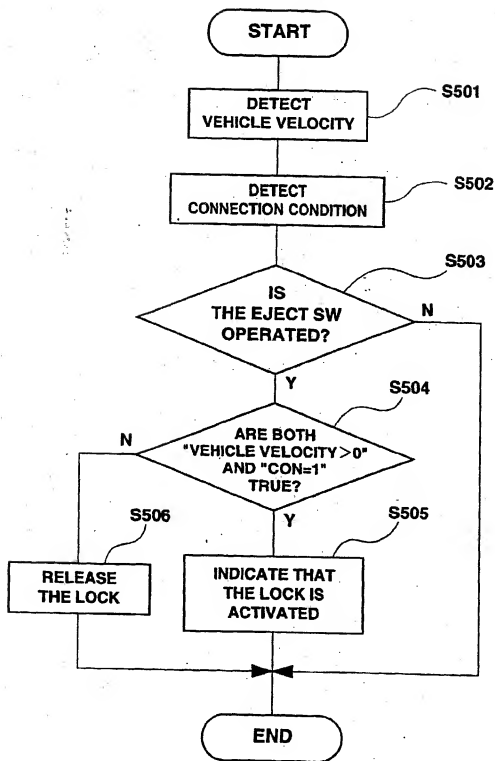 START
DETECT
VEHICLE VELOCITY
S501
DETECT
CONNECTION CONDITION
S502
S503
IS
THE EJECT SW
OPERATED?
N
Y
S504
N
ARE BOTH
"VEHICLE VELOCITY>0"
AND "CON=1"
TRUE?
Y
S506
S505
RELEASE
THE LOCK
INDICATE THAT
THE LOCK IS
ACTIVATED
END